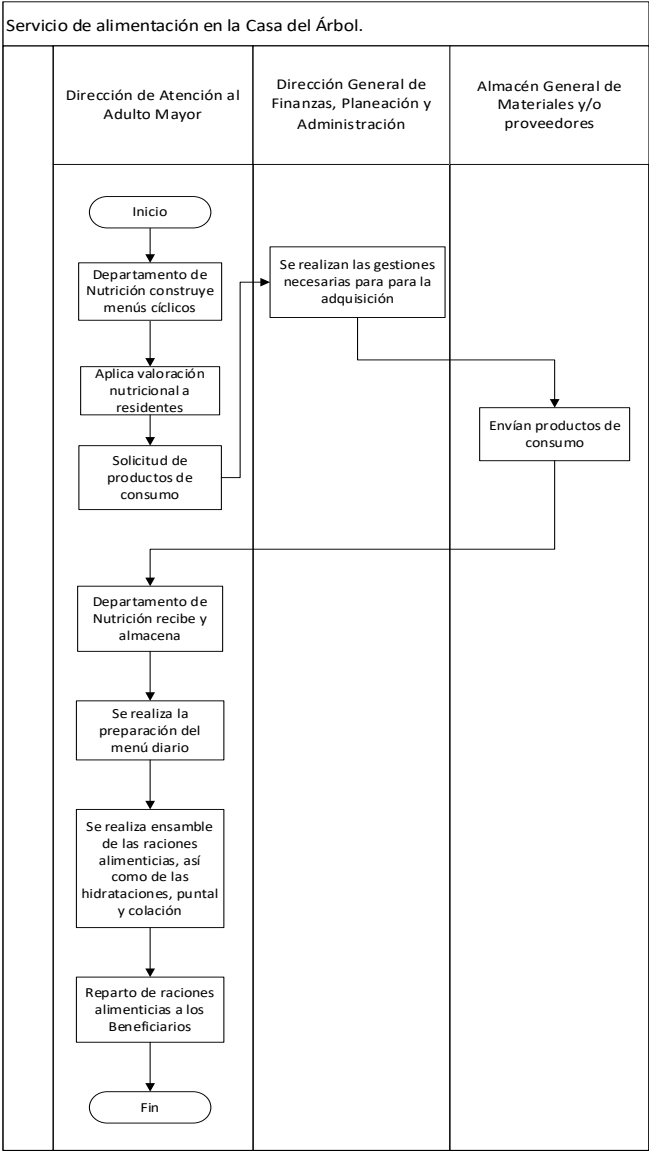 Servicio de alimentación en la Casa del Árbol.
Dirección de Atención al
Adulto Mayor
Dirección General de
Finanzas, Planeación y
Administración
Almacén General de
Materiales y/o
proveedores
Inicio
Departamento de
Nutrición construye
menús cíclicos
Aplica valoración
nutricional a
residentes
Solicitud de
productos de
consumo
Se realizan las gestiones
necesarias para para la
adquisición
Envían productos de
consumo
Departamento de
Nutrición recibe y
almacena
Se realiza la
preparación del
menú diario
Se realiza ensamble
de las raciones
alimenticias, así
como de las
hidrataciones, puntal
y colación
Reparto de raciones
alimenticias a los
Beneficiarios
Fin